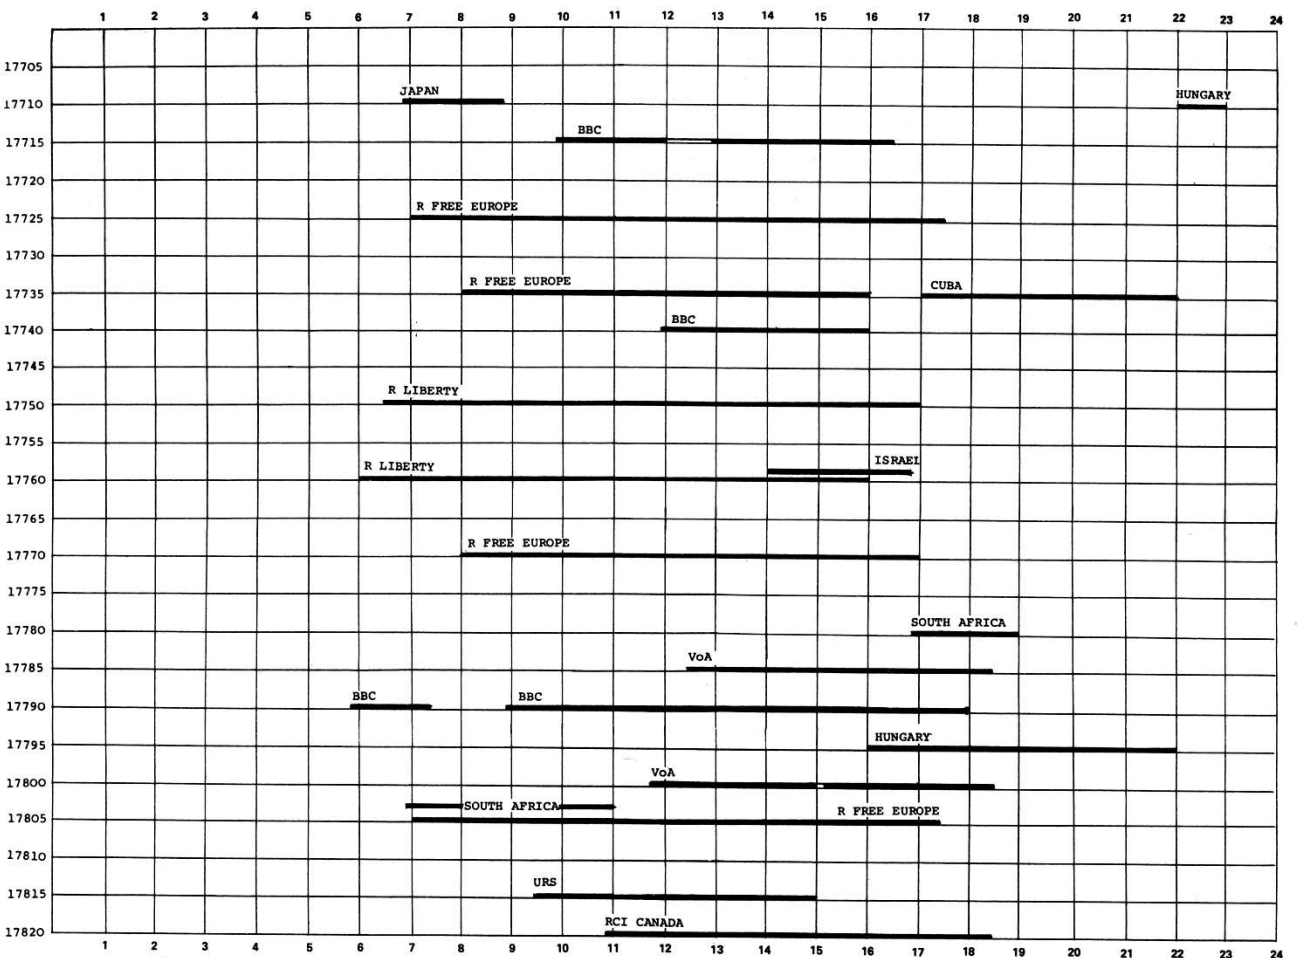 1 2 3 4 5 6 7 8 9 10 11 12 13 14 15 16 17 18 19 20 21 22 23 24
17705
JAPAN HUNGARY
17710
BBC
17715
17720
R FREE EUROPE
17725
17730
R FREE EUROPE CUBA
17735
BBC
17740
17745
R LIBERTY
17750
17755
R LIBERTY ISRAEL
17760
17765
R FREE EUROPE
17770
17775
SOUTH AFRICA
17780
VoA
17785
BBC BBC
17790
HUNGARY
17795
VoA
17800
SOUTH AFRICA R FREE EUROPE
17805
17810
URS
17815
RCI CANADA
17820
1 2 3 4 5 6 7 8 9 10 11 12 13 14 15 16 17 18 19 20 21 22 23 24